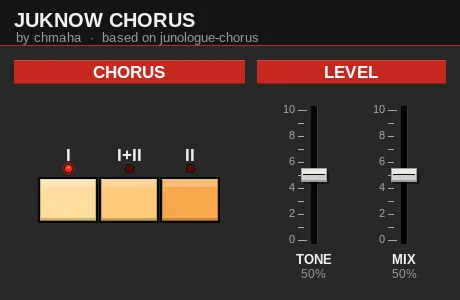 JUKNOW CHORUS
by chmaha · based on junologue-chorus
CHORUS
LEVEL
I
I+II
II
10
8
6
4
2
0
10
8
6
4
2
0
TONE
50%
MIX
50%